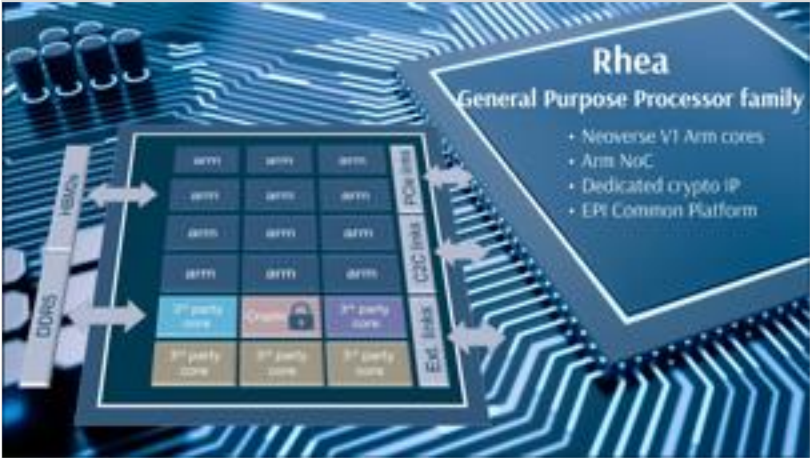 Rhea
General Purpose Processor family
• Neoverse V1 Arm cores
• Arm NoC
• Dedicated crypto IP
• EPI Common Platform
DDR5
arm arm arm
arm arm arm
arm arm arm
arm arm arm
3rd party core
Crypto
3rd party core
3rd party core
3rd party core
3rd party core
PCIe links
C2C links
Ext. links